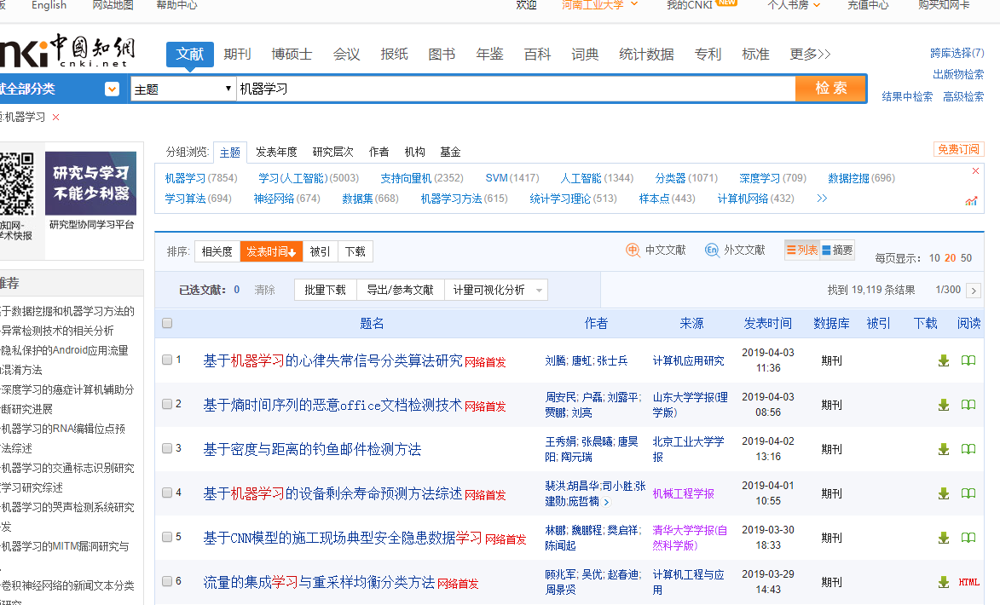 English 网站地图 帮助中心 欢迎 河南工业大学 我的CNKI NEW 个人书房 充值中心 购买知网卡
中国知网
cnki.net
文献 期刊 博硕士 会议 报纸 图书 年鉴 百科 词典 统计数据 专利 标准 更多>>
跨库选择(7)
出版物检索
文献全部分类 主题 机器学习 检索
结果中检索 高级检索
机器学习 ×
分组浏览: 主题 发表年度 研究层次 作者 机构 基金 免费订阅
机器学习(7854) 学习(人工智能)(5003) 支持向量机(2352) SVM(1417) 人工智能(1344) 分类器(1071) 深度学习(709) 数据挖掘(696)
学习算法(694) 神经网络(674) 数据集(668) 机器学习方法(615) 统计学习理论(513) 样本点(443) 计算机网络(432) >>
研究与学习
不能少利器
知网-
学术快报
研究型协同学习平台
排序: 相关度 发表时间↓ 被引 下载 中文文献 En 外文文献 列表 摘要 每页显示: 10 20 50
已选文献: 0 清除 批量下载 导出/参考文献 计量可视化分析 找到 19,119 条结果 1/300 >
题名 作者 来源 发表时间 数据库 被引 下载 阅读
1 基于机器学习的心律失常信号分类算法研究 网络首发 刘腾; 唐虹; 张士兵 计算机应用研究 2019-04-03 11:36 期刊
2 基于熵时间序列的恶意office文档检测技术 网络首发 周安民; 户磊; 刘露平; 贾鹏; 刘亮 山东大学学报(理学版) 2019-04-03 08:56 期刊
3 基于密度与距离的钓鱼邮件检测方法 王秀娟; 张晨曦; 唐昊阳; 陶元瑞 北京工业大学学报 2019-04-02 13:16 期刊
4 基于机器学习的设备剩余寿命预测方法综述 网络首发 裴洪;胡昌华;司小胜;张建勋;庞哲楠 > 机械工程学报 2019-04-01 10:55 期刊
5 基于CNN模型的施工现场典型安全隐患数据学习 网络首发 林鹏; 魏鹏程; 樊启祥; 陈闻起 清华大学学报(自然科学版) 2019-03-30 18:33 期刊
6 流量的集成学习与重采样均衡分类方法 网络首发 顾兆军; 吴优; 赵春迪; 周景贤 计算机工程与应用 2019-03-29 14:43 期刊 HTML
推荐
于数据挖掘和机器学习方法的
异常检测技术的相关分析
隐私保护的Android应用流量
混淆方法
深度学习的癌症计算机辅助分
断研究进展
机器学习的RNA编辑位点预
法综述
机器学习的交通标志识别研究
学习研究综述
机器学习的哭声检测系统研究
发
机器学习的MITM漏洞研究与
卷积神经网络的新闻文本分类
研究